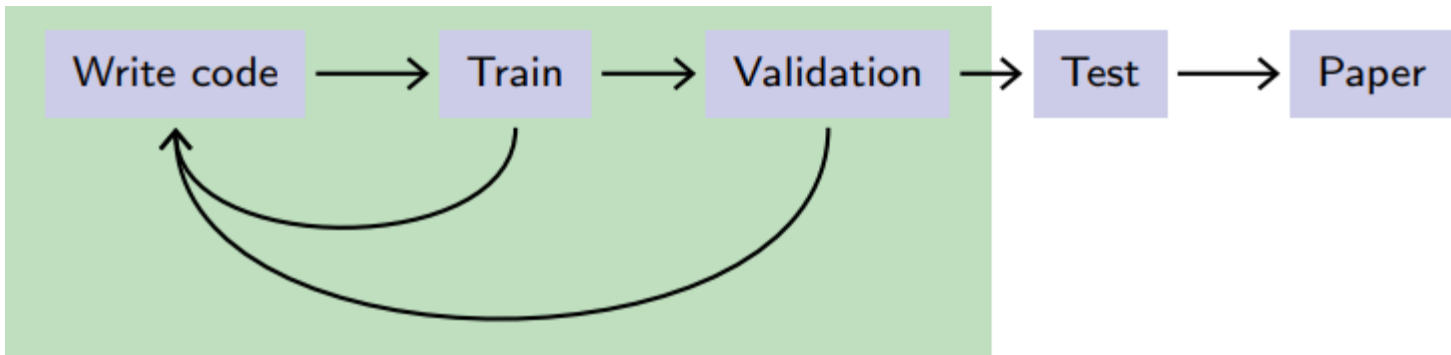 Write code
Train
Validation
Test
Paper